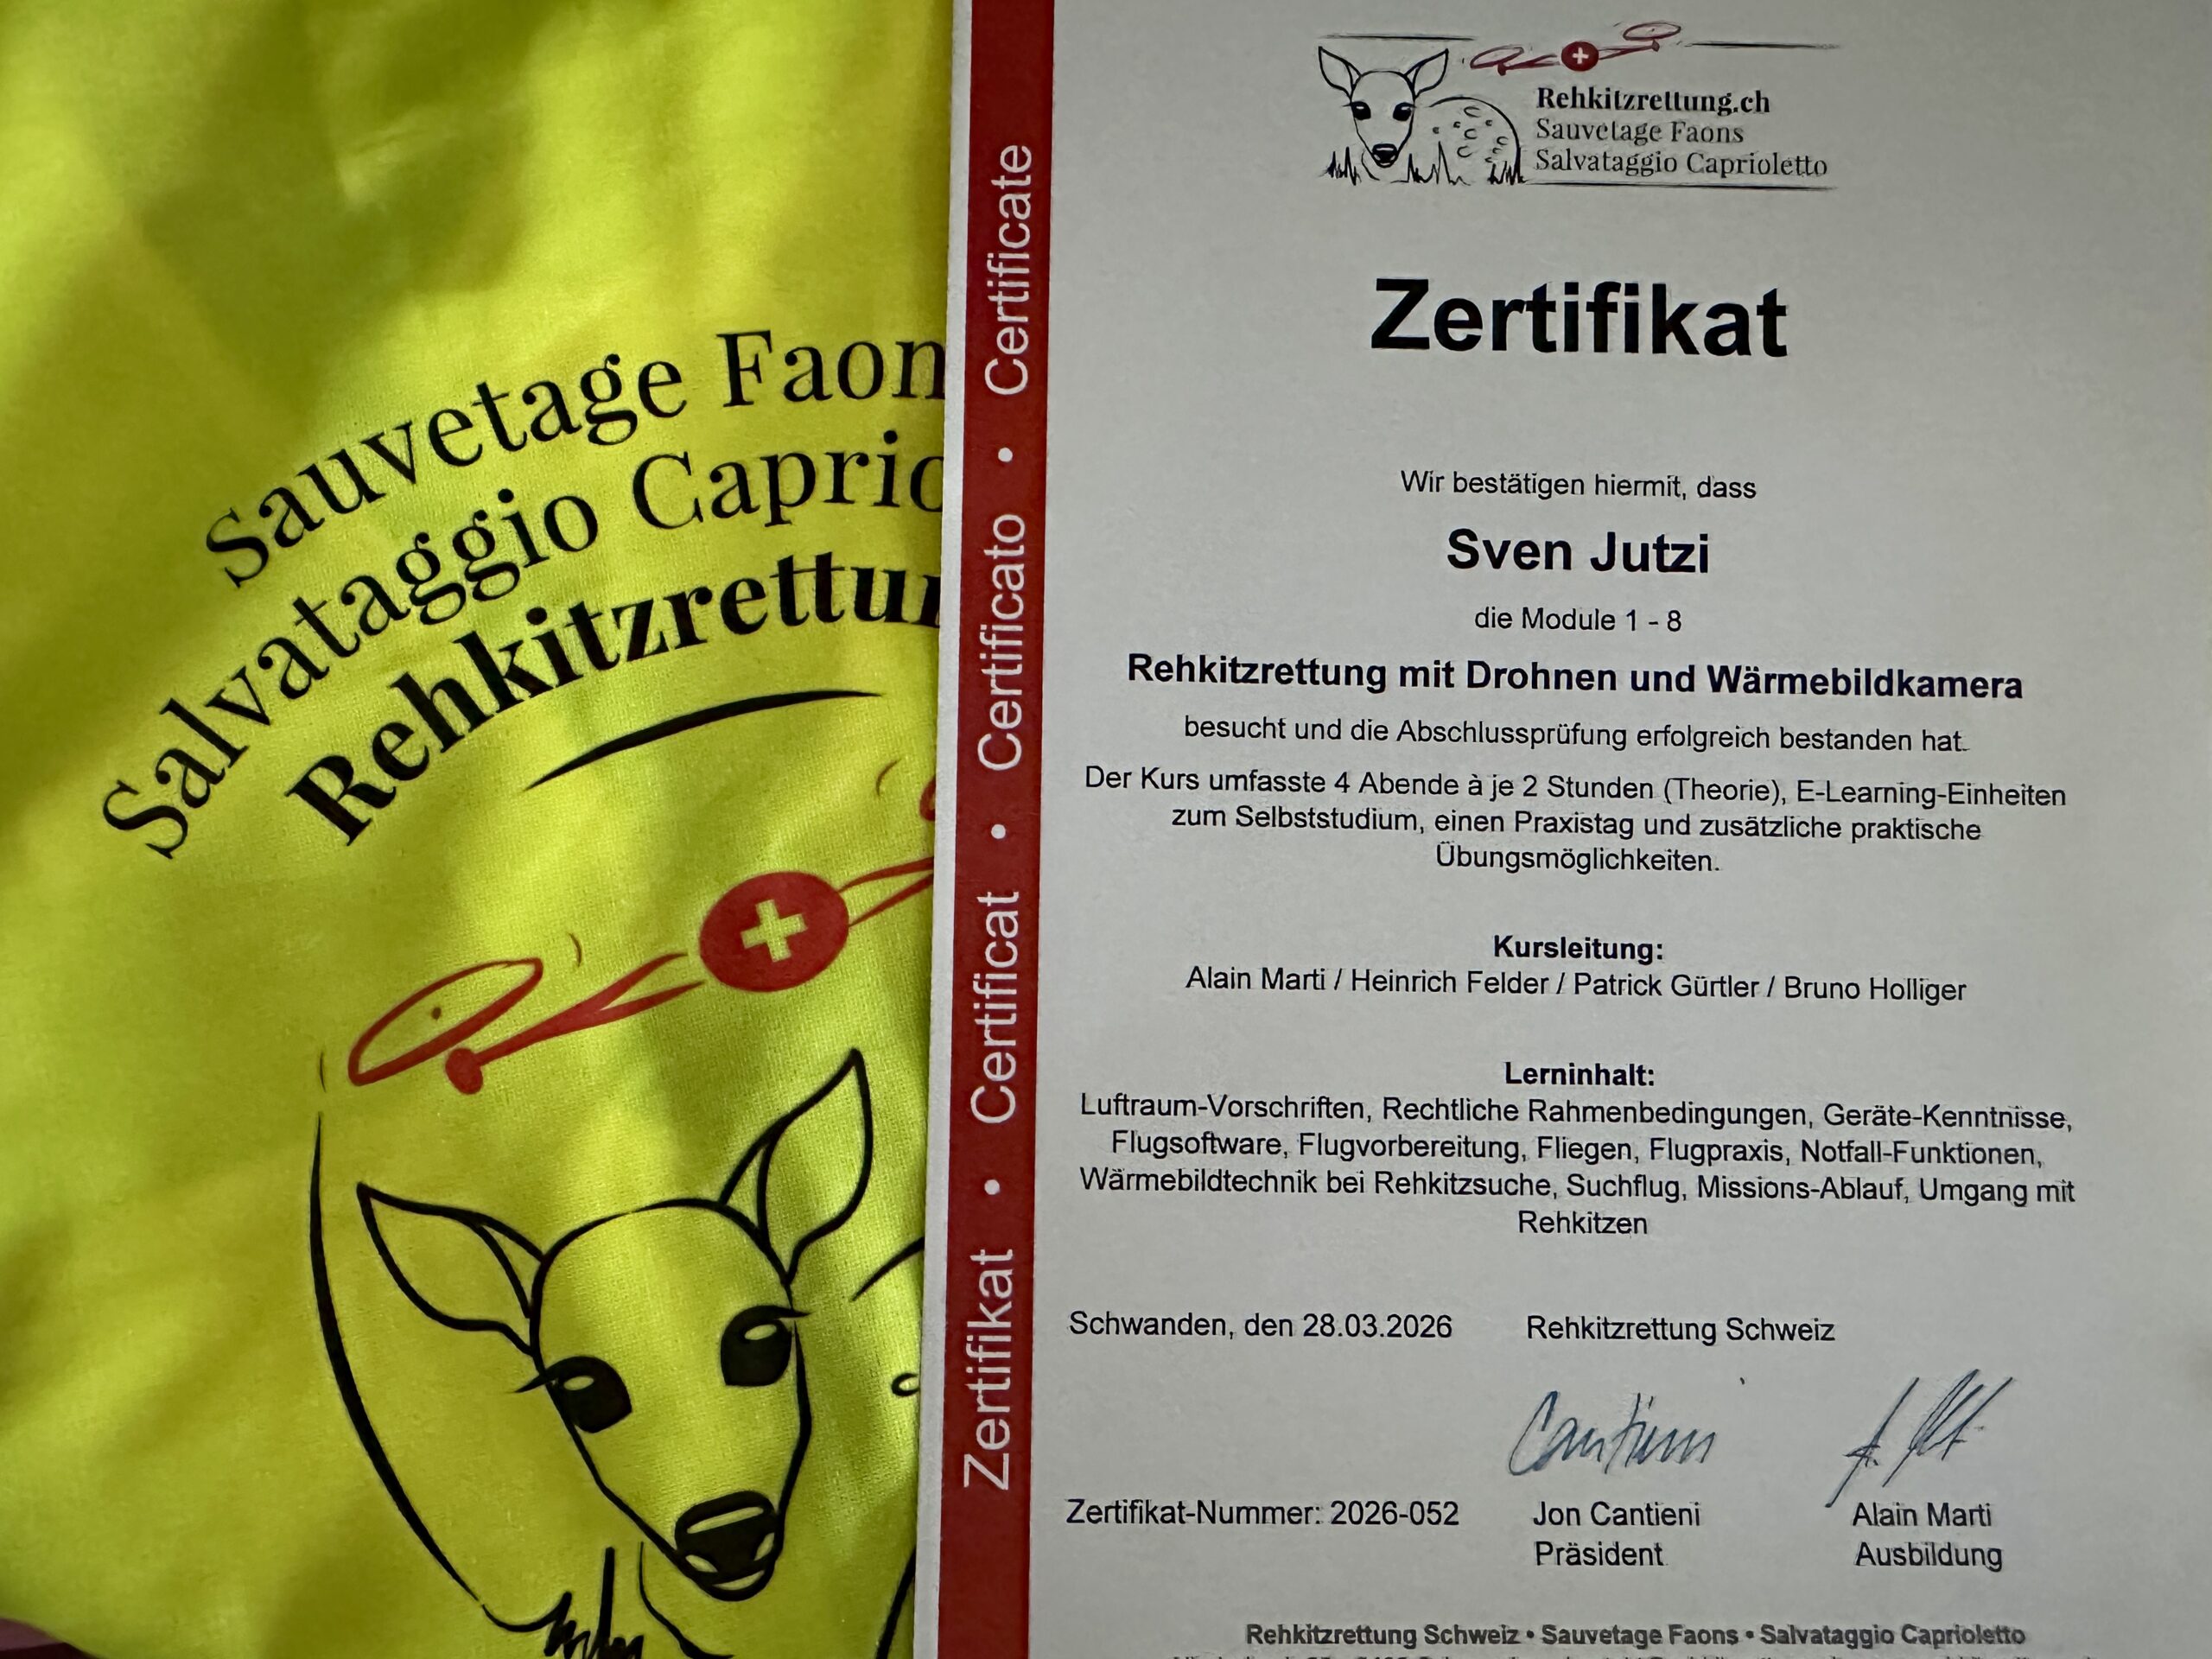 Sauvetage Faon
Salvataggio Caprio
Rehkitzrettun
Zertifikat • Certificat • Certificato • Certificate
Rehkitzrettung.ch
Sauvetage Faons
Salvataggio Caprioletto
Zertifikat
Wir bestätigen hiermit, dass
Sven Jutzi
die Module 1 - 8
Rehkitzrettung mit Drohnen und Wärmebildkamera
besucht und die Abschlussprüfung erfolgreich bestanden hat.
Der Kurs umfasste 4 Abende à je 2 Stunden (Theorie), E-Learning-Einheiten
zum Selbststudium, einen Praxistag und zusätzliche praktische
Übungsmöglichkeiten.
Kursleitung:
Alain Marti / Heinrich Felder / Patrick Gürtler / Bruno Holliger
Lerninhalt:
Luftraum-Vorschriften, Rechtliche Rahmenbedingungen, Geräte-Kenntnisse,
Flugsoftware, Flugvorbereitung, Fliegen, Flugpraxis, Notfall-Funktionen,
Wärmebildtechnik bei Rehkitzsuche, Suchflug, Missions-Ablauf, Umgang mit
Rehkitzen
Schwanden, den 28.03.2026 Rehkitzrettung Schweiz
Cantieni
Zertifikat-Nummer: 2026-052 Jon Cantieni Alain Marti
Präsident Ausbildung
Rehkitzrettung Schweiz • Sauvetage Faons • Salvataggio Caprioletto